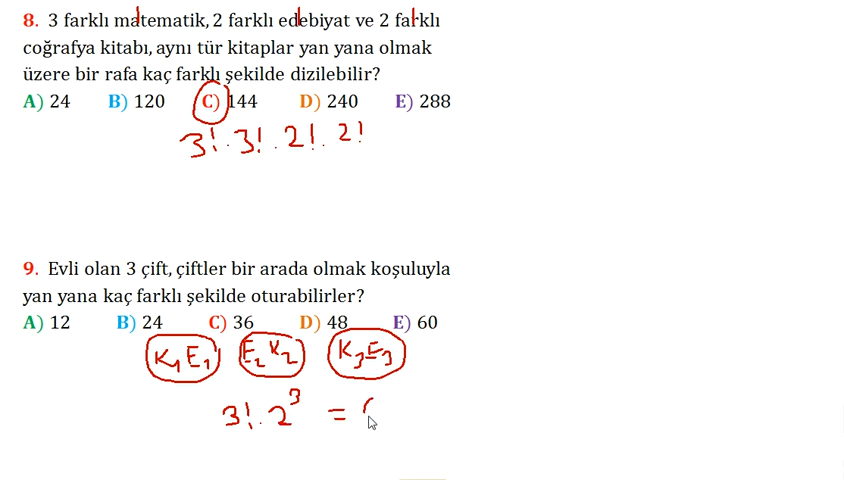 8. 3 farklı matematik, 2 farklı edebiyat ve 2 farklı
coğrafya kitabı, aynı tür kitaplar yan yana olmak
üzere bir rafa kaç farklı şekilde dizilebilir?
A) 24 B) 120 C) 144 D) 240 E) 288
3! . 3! . 2! . 2!
9. Evli olan 3 çift, çiftler bir arada olmak koşuluyla
yan yana kaç farklı şekilde oturabilirler?
A) 12 B) 24 C) 36 D) 48 E) 60
K₁ E₁ E₂ K₂ K₃ E₃
3! . 2³ =